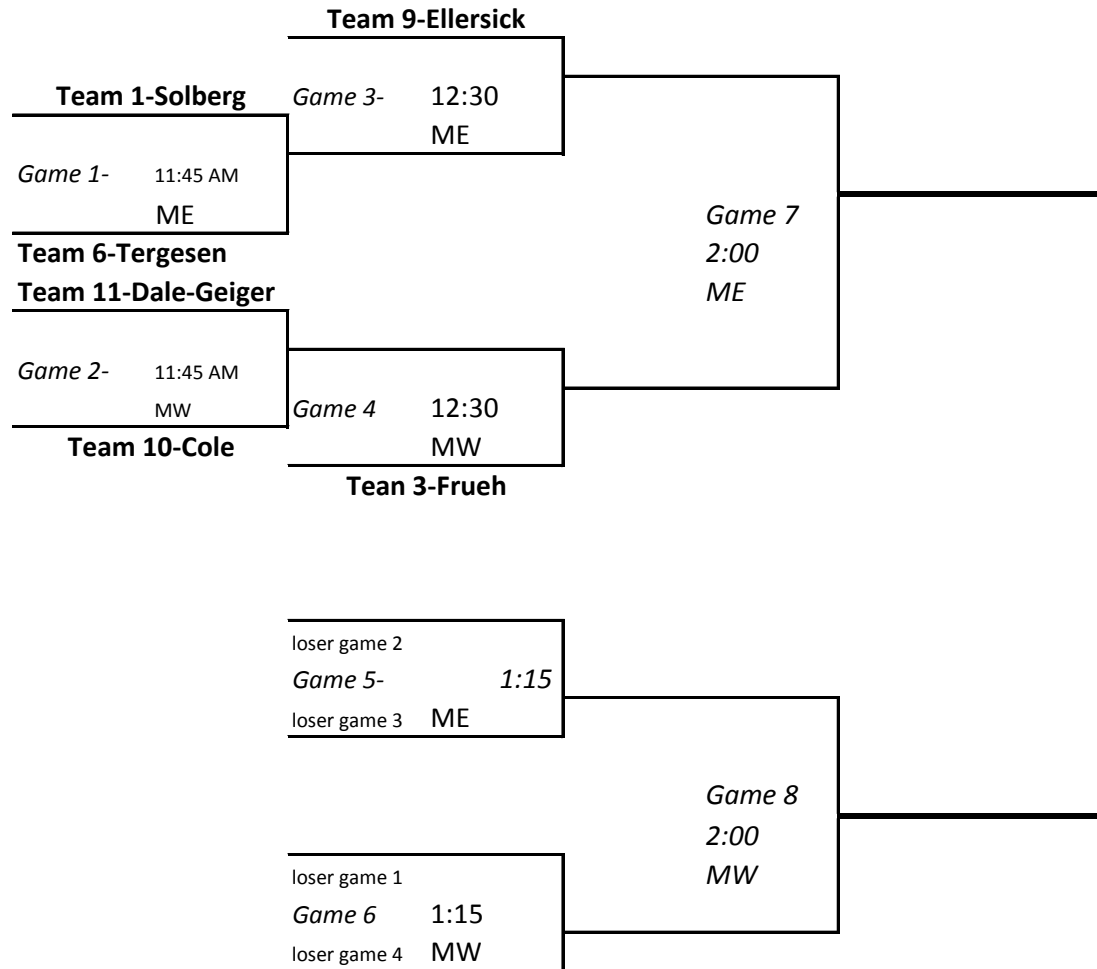 Team 9-Ellersick
Team 1-Solberg
Game 3- 12:30
ME
Game 1- 11:45 AM
ME
Team 6-Tergesen
Team 11-Dale-Geiger
Game 7
2:00
ME
Game 2- 11:45 AM
MW
Team 10-Cole
Game 4 12:30
MW
Tean 3-Frueh
loser game 2
Game 5- 1:15
loser game 3 ME
Game 8
2:00
MW
loser game 1
Game 6 1:15
loser game 4 MW